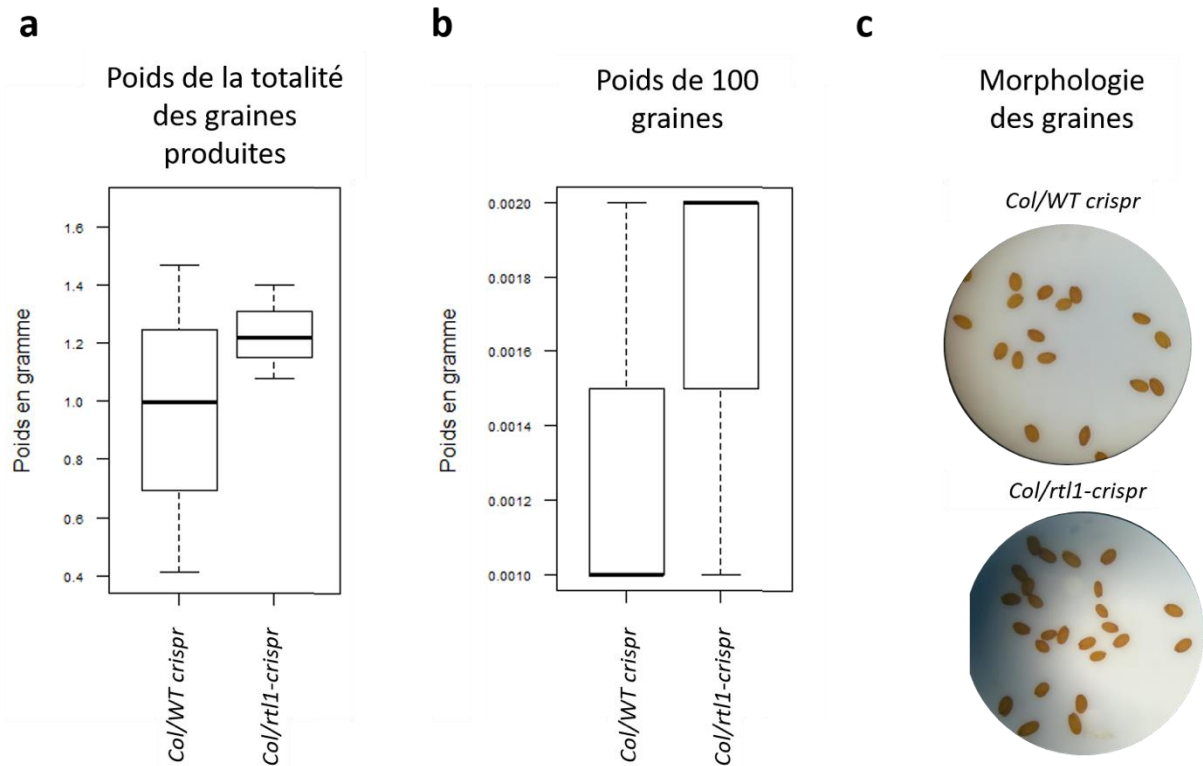 a
Poids de la totalité
des graines
produites
Poids en gramme
1.6
1.4
1.2
1.0
0.8
0.6
0.4
Col/WT crispr
Col/rtl1-crispr
b
Poids de 100
graines
Poids en gramme
0.0020
0.0018
0.0016
0.0014
0.0012
0.0010
Col/WT crispr
Col/rtl1-crispr
c
Morphologie
des graines
Col/WT crispr
Col/rtl1-crispr